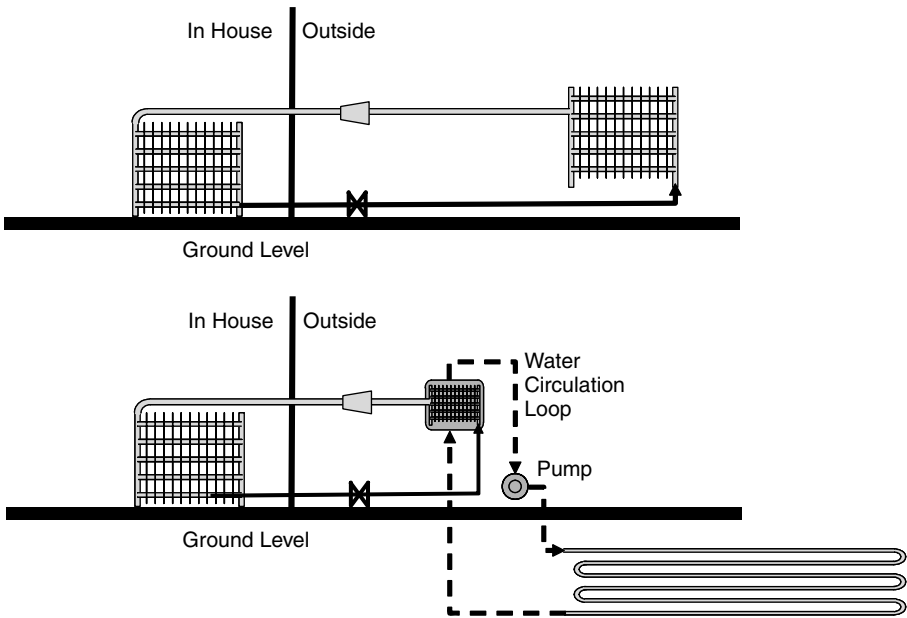 In House
Outside
Ground Level
In House
Outside
Water
Circulation
Loop
Pump
Ground Level